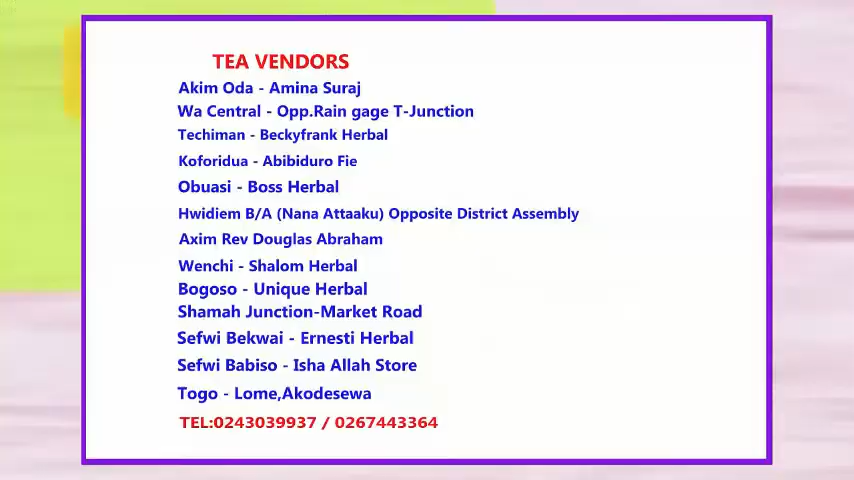 TEA VENDORS
Akim Oda - Amina Suraj
Wa Central - Opp.Rain gage T-Junction
Techiman - Beckyfrank Herbal
Koforidua - Abibiduro Fie
Obuasi - Boss Herbal
Hwidiem B/A (Nana Attaaku) Opposite District Assembly
Axim Rev Douglas Abraham
Wenchi - Shalom Herbal
Bogoso - Unique Herbal
Shamah Junction-Market Road
Sefwi Bekwai - Ernesti Herbal
Sefwi Babiso - Isha Allah Store
Togo - Lome,Akodesewa
TEL:0243039937 / 0267443364